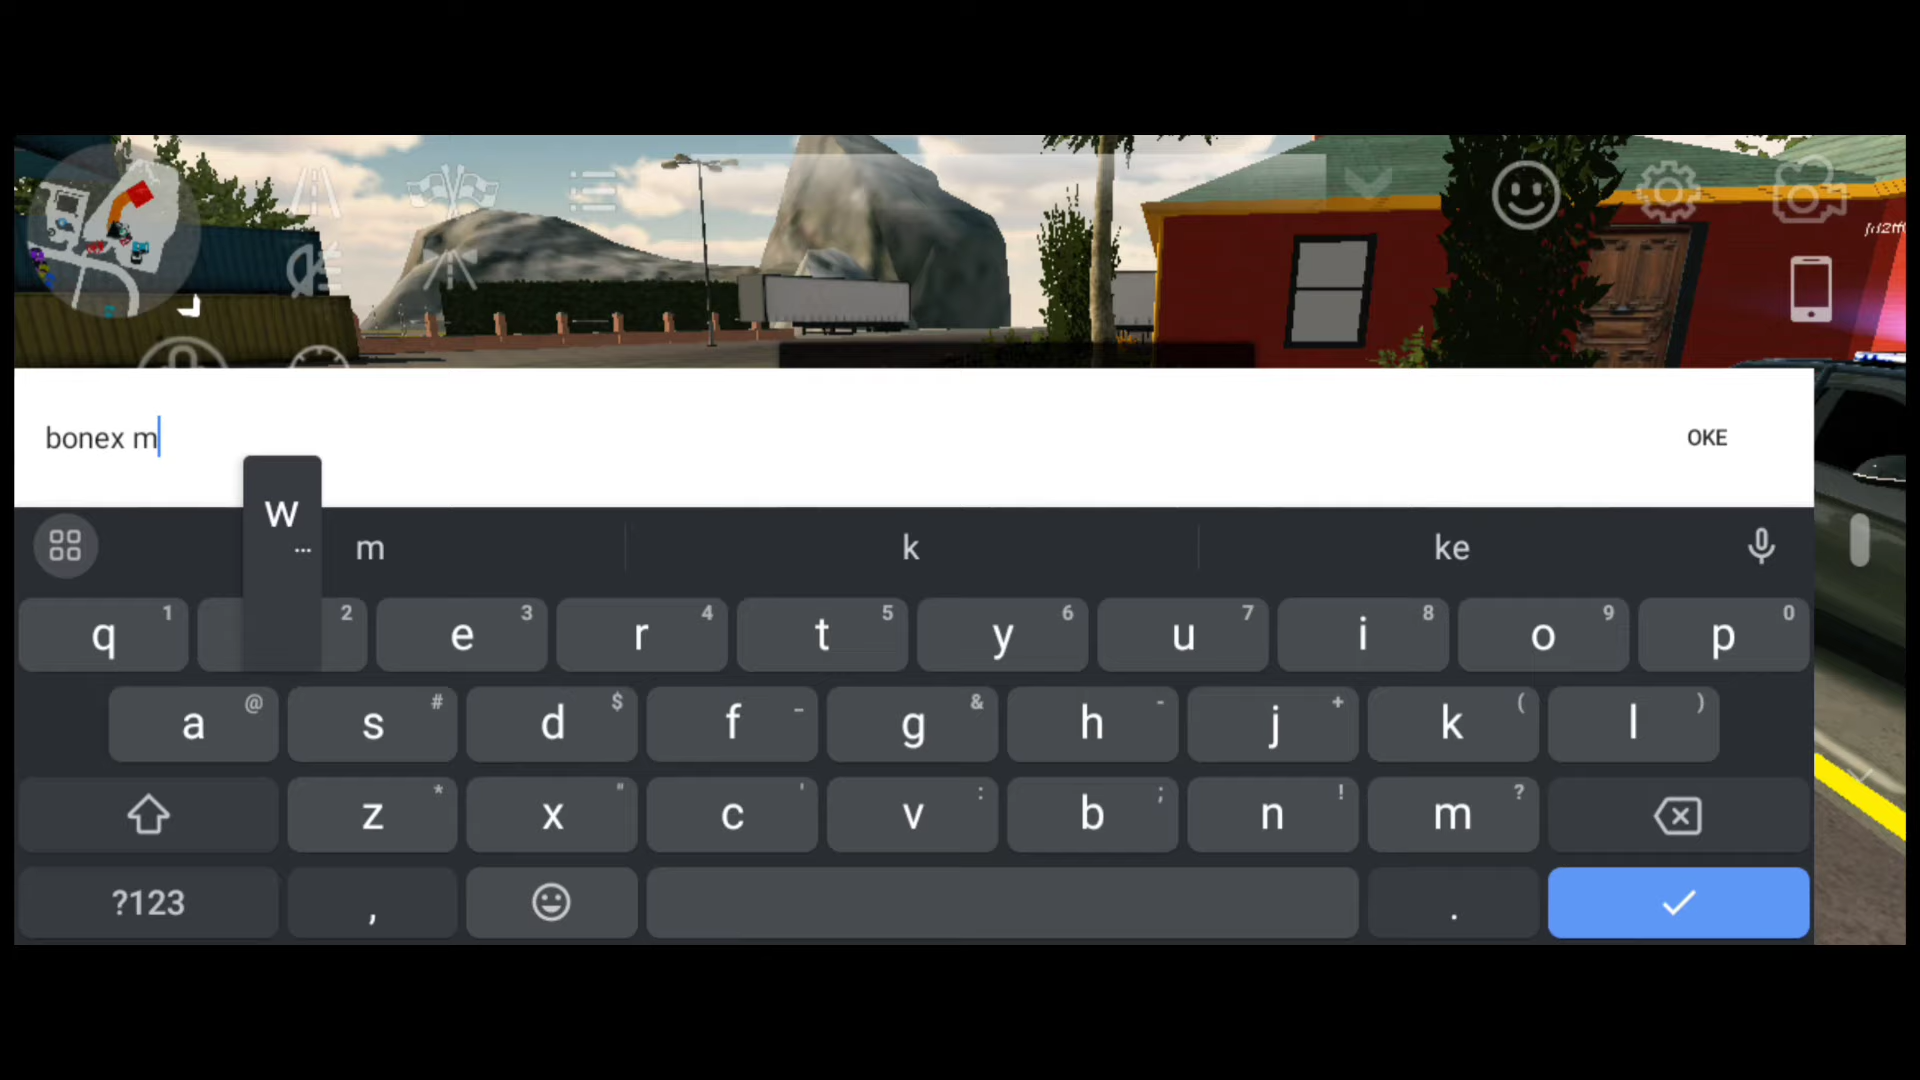 bonex m
OKE
w
...
m k ke
1 2 3 4 5 6 7 8 9 0
q e r t y u i o p
@ # $ _ & - + ( )
a s d f g h j k l
* " ' : ; ! ?
z x c v b n m
?123 , .